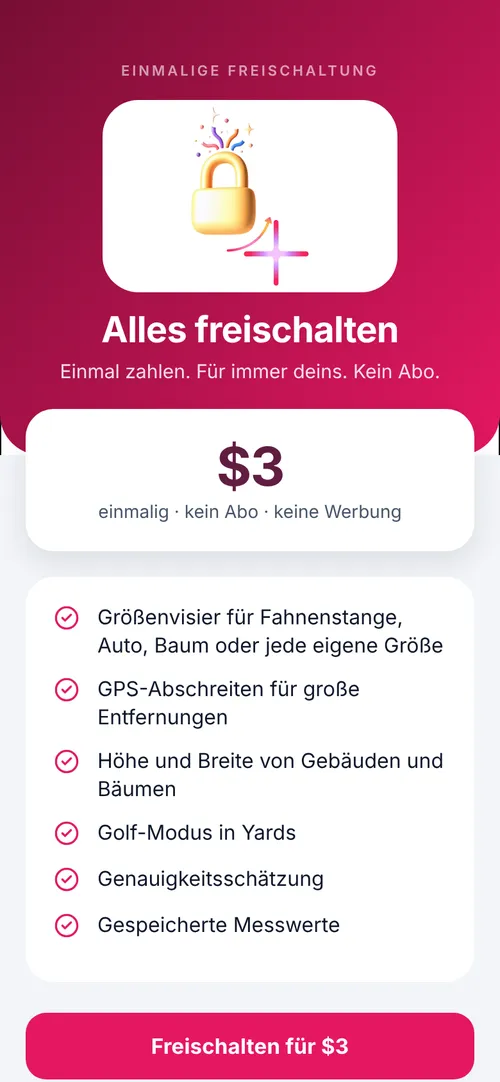 EINMALIGE FREISCHALTUNG
Alles freischalten
Einmal zahlen. Für immer deins. Kein Abo.
$3
einmalig · kein Abo · keine Werbung
Größenvisier für Fahnenstange,
Auto, Baum oder jede eigene Größe
GPS-Abschreiten für große
Entfernungen
Höhe und Breite von Gebäuden und
Bäumen
Golf-Modus in Yards
Genauigkeitsschätzung
Gespeicherte Messwerte
Freischalten für $3